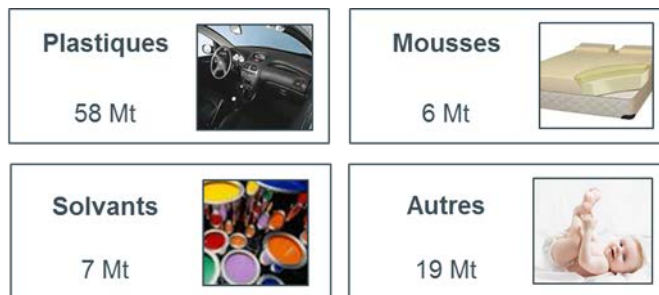 Plastiques
58 Mt
Mousses
6 Mt
Solvants
7 Mt
Autres
19 Mt